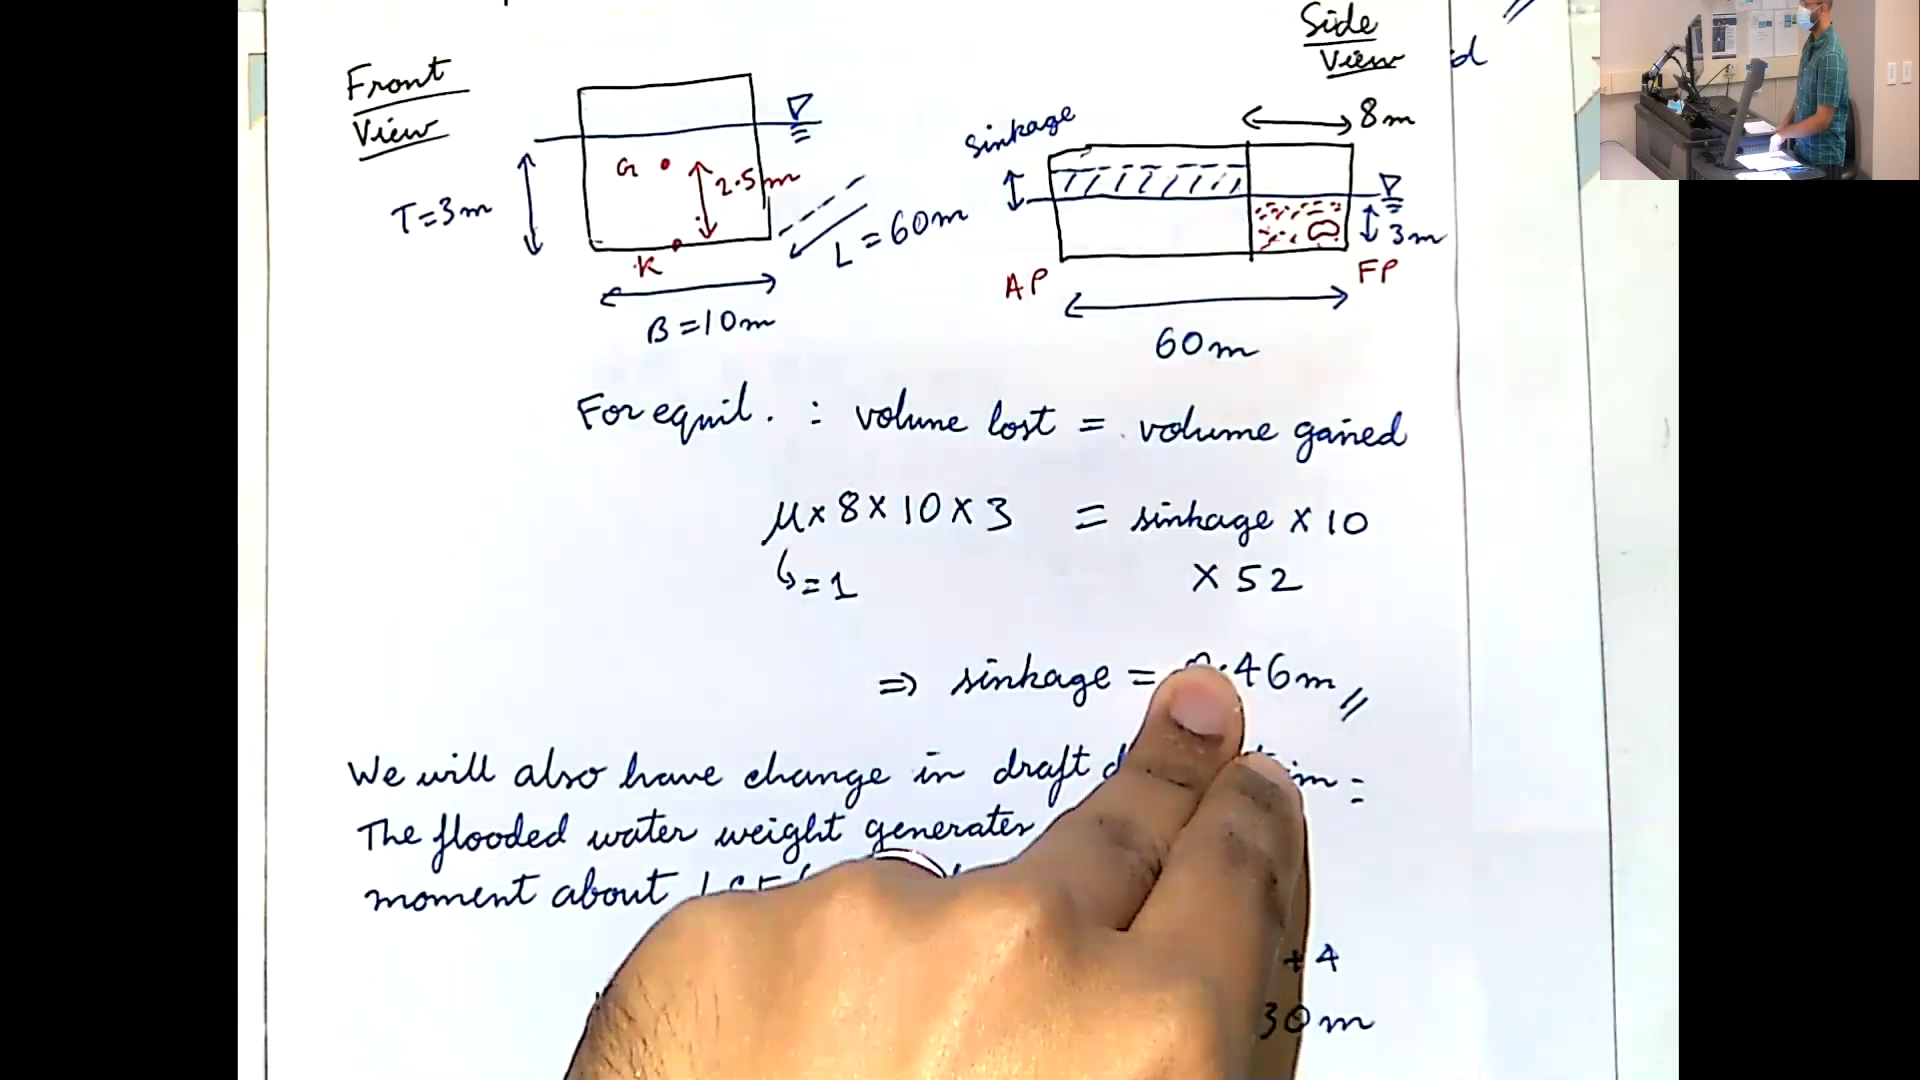 Front
View
T=3m
G
2.5m
K
B=10m
L=60m
Side
View
d
sinkage
8m
3m
AP
FP
60m
For equil. : volume lost = volume gained
μ x 8 x 10 x 3 = sinkage x 10
↳ = 1
x 52
⇒ sinkage = .46m //
We will also have change in draft
The flooded water weight generates
moment about
+ 4
30m